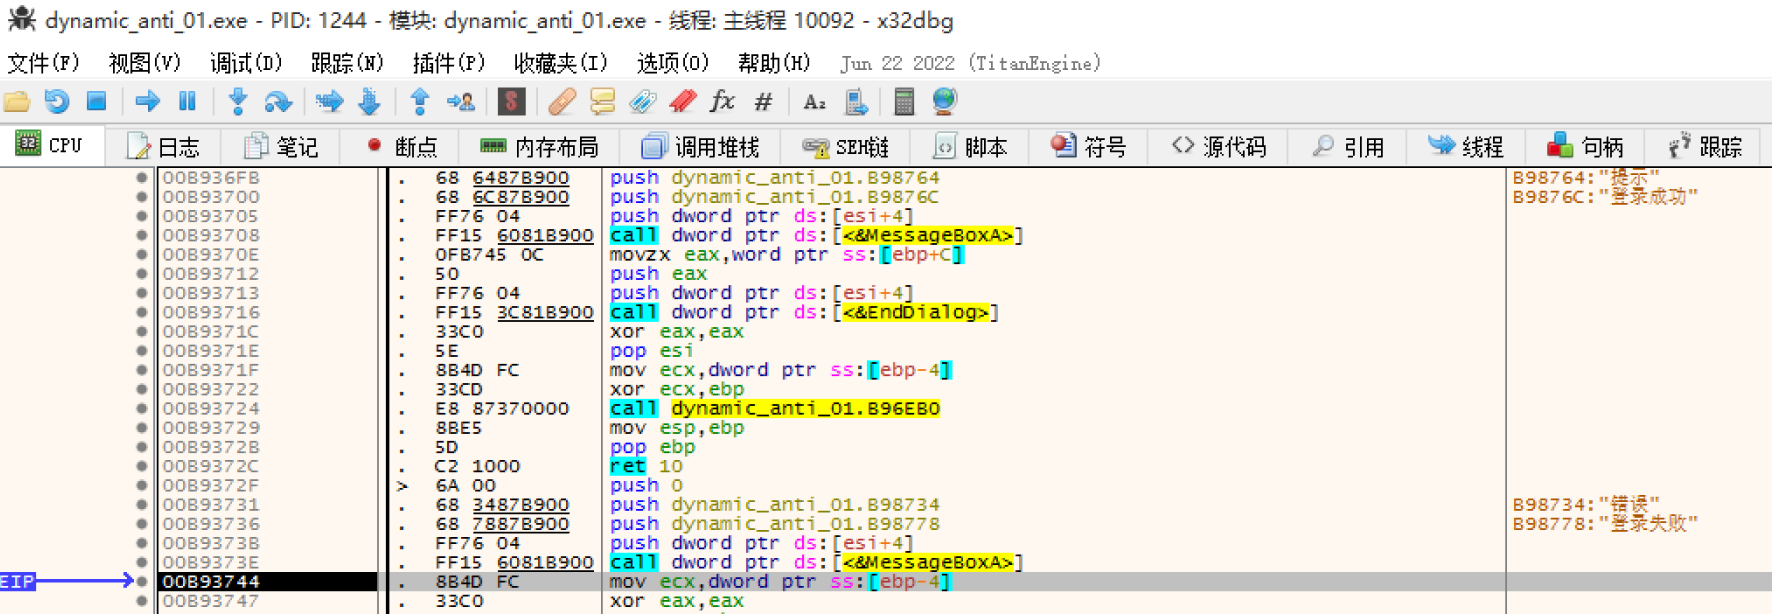 dynamic_anti_01.exe - PID: 1244 - 模块: dynamic_anti_01.exe - 线程: 主线程 10092 - x32dbg
文件(F) 视图(V) 调试(D) 跟踪(N) 插件(P) 收藏夹(I) 选项(O) 帮助(H) Jun 22 2022 (TitanEngine)
CPU 日志 笔记 断点 内存布局 调用堆栈 SEH链 脚本 符号 源代码 引用 线程 句柄 跟踪
00B936FB . 68 6487B900 push dynamic_anti_01.B98764 B98764:"提示"
00B93700 . 68 6C87B900 push dynamic_anti_01.B9876C B9876C:"登录成功"
00B93705 . FF76 04 push dword ptr ds:[esi+4]
00B93708 . FF15 6081B900 call dword ptr ds:[<&MessageBoxA>]
00B9370E . 0FB745 0C movzx eax,word ptr ss:[ebp+C]
00B93712 . 50 push eax
00B93713 . FF76 04 push dword ptr ds:[esi+4]
00B93716 . FF15 3C81B900 call dword ptr ds:[<&EndDialog>]
00B9371C . 33C0 xor eax,eax
00B9371E . 5E pop esi
00B9371F . 8B4D FC mov ecx,dword ptr ss:[ebp-4]
00B93722 . 33CD xor ecx,ebp
00B93724 . E8 87370000 call dynamic_anti_01.B96EB0
00B93729 . 8BE5 mov esp,ebp
00B9372B . 5D pop ebp
00B9372C . C2 1000 ret 10
00B9372F > 6A 00 push 0
00B93731 . 68 3487B900 push dynamic_anti_01.B98734 B98734:"错误"
00B93736 . 68 7887B900 push dynamic_anti_01.B98778 B98778:"登录失败"
00B9373B . FF76 04 push dword ptr ds:[esi+4]
00B9373E . FF15 6081B900 call dword ptr ds:[<&MessageBoxA>]
EIP 00B93744 . 8B4D FC mov ecx,dword ptr ss:[ebp-4]
00B93747 . 33C0 xor eax,eax